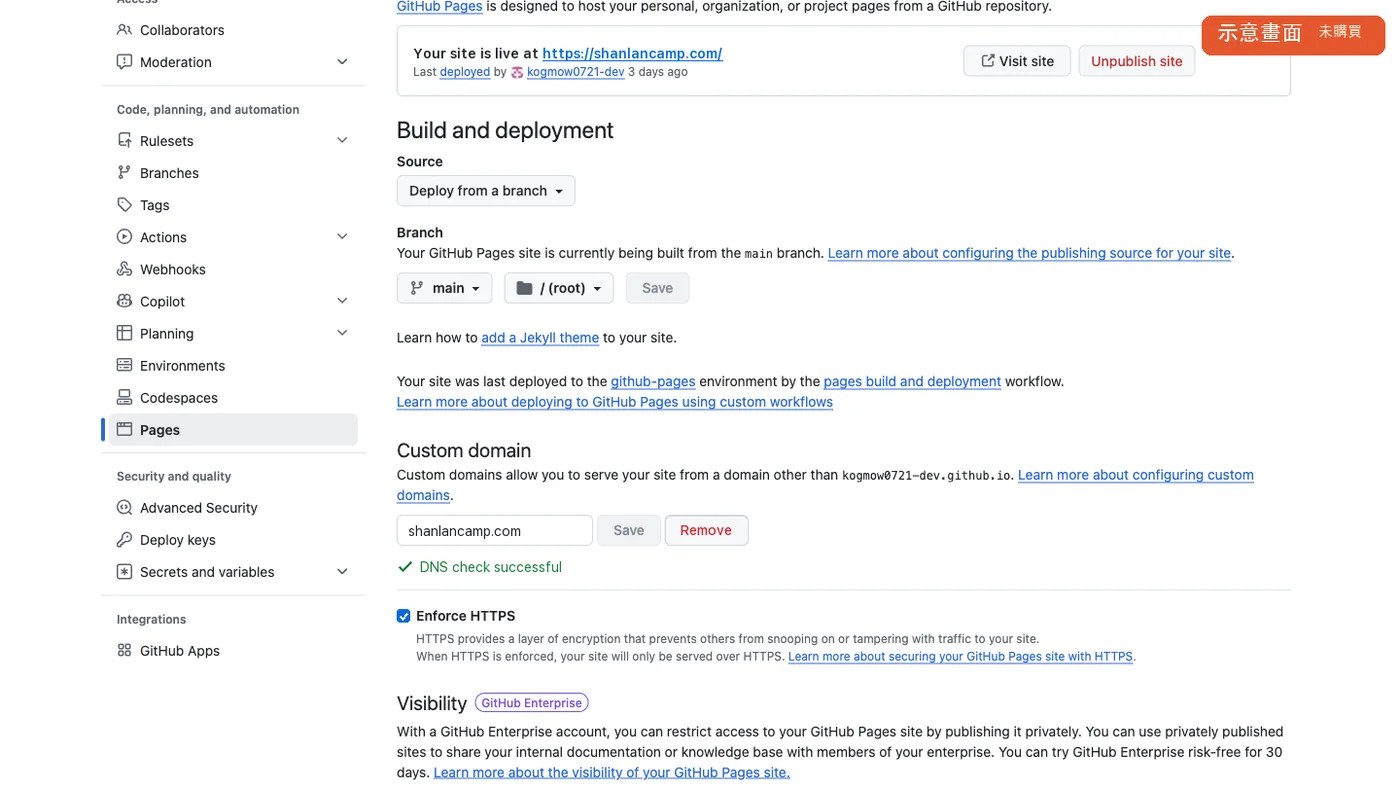 Access
GitHub Pages is designed to host your personal, organization, or project pages from a GitHub repository.
示意畫面 未購買
Collaborators
Moderation
Your site is live at https://shanlancamp.com/
Last deployed by kogmow0721-dev 3 days ago
Visit site
Unpublish site
Code, planning, and automation
Rulesets
Branches
Tags
Actions
Webhooks
Copilot
Planning
Environments
Codespaces
Pages
Security and quality
Advanced Security
Deploy keys
Secrets and variables
Integrations
GitHub Apps
Build and deployment
Source
Deploy from a branch
Branch
Your GitHub Pages site is currently being built from the main branch. Learn more about configuring the publishing source for your site.
main / (root) Save
Learn how to add a Jekyll theme to your site.
Your site was last deployed to the github-pages environment by the pages build and deployment workflow.
Learn more about deploying to GitHub Pages using custom workflows
Custom domain
Custom domains allow you to serve your site from a domain other than kogmow0721-dev.github.io. Learn more about configuring custom
domains.
shanlancamp.com Save Remove
DNS check successful
Enforce HTTPS
HTTPS provides a layer of encryption that prevents others from snooping on or tampering with traffic to your site.
When HTTPS is enforced, your site will only be served over HTTPS. Learn more about securing your GitHub Pages site with HTTPS.
Visibility GitHub Enterprise
With a GitHub Enterprise account, you can restrict access to your GitHub Pages site by publishing it privately. You can use privately published
sites to share your internal documentation or knowledge base with members of your enterprise. You can try GitHub Enterprise risk-free for 30
days. Learn more about the visibility of your GitHub Pages site.